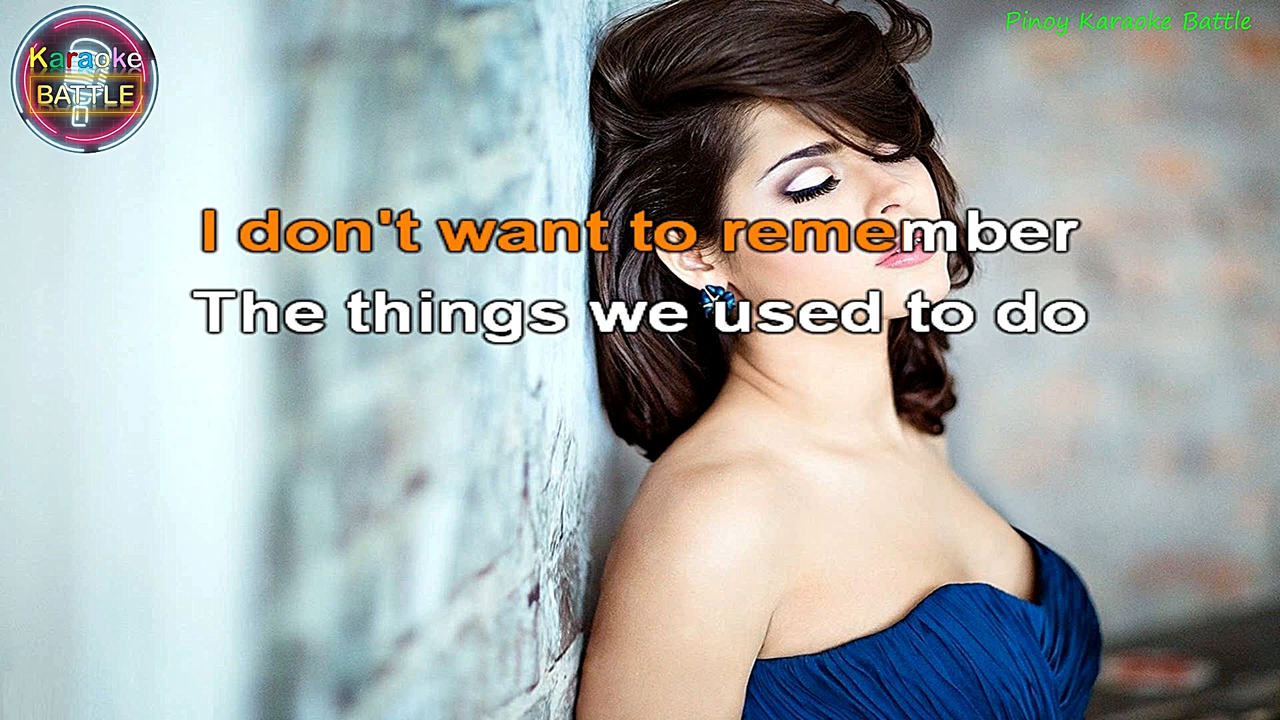 Karaoke
BATTLE
Pinoy Karaoke Battle
I don't want to remember
The things we used to do